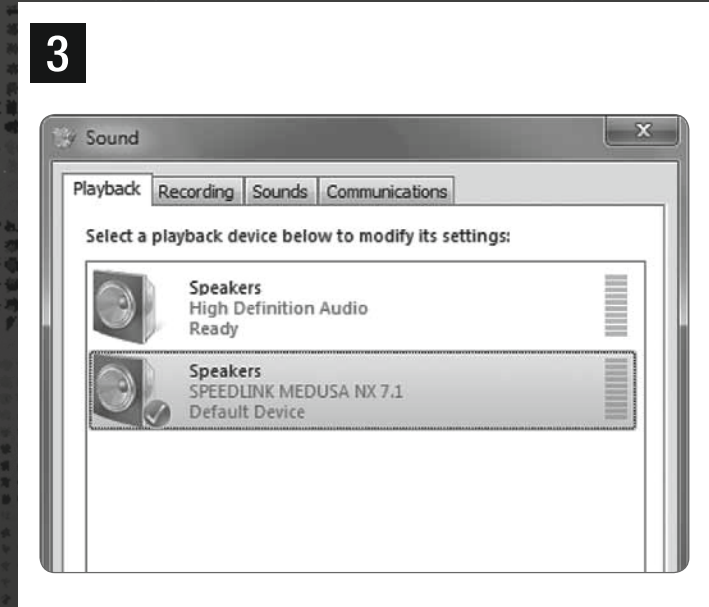 3
Sound
Playback Recording Sounds Communications
Select a playback device below to modify its settings:
Speakers
High Definition Audio
Ready
Speakers
SPEEDLINK MEDUSA NX 7.1
Default Device